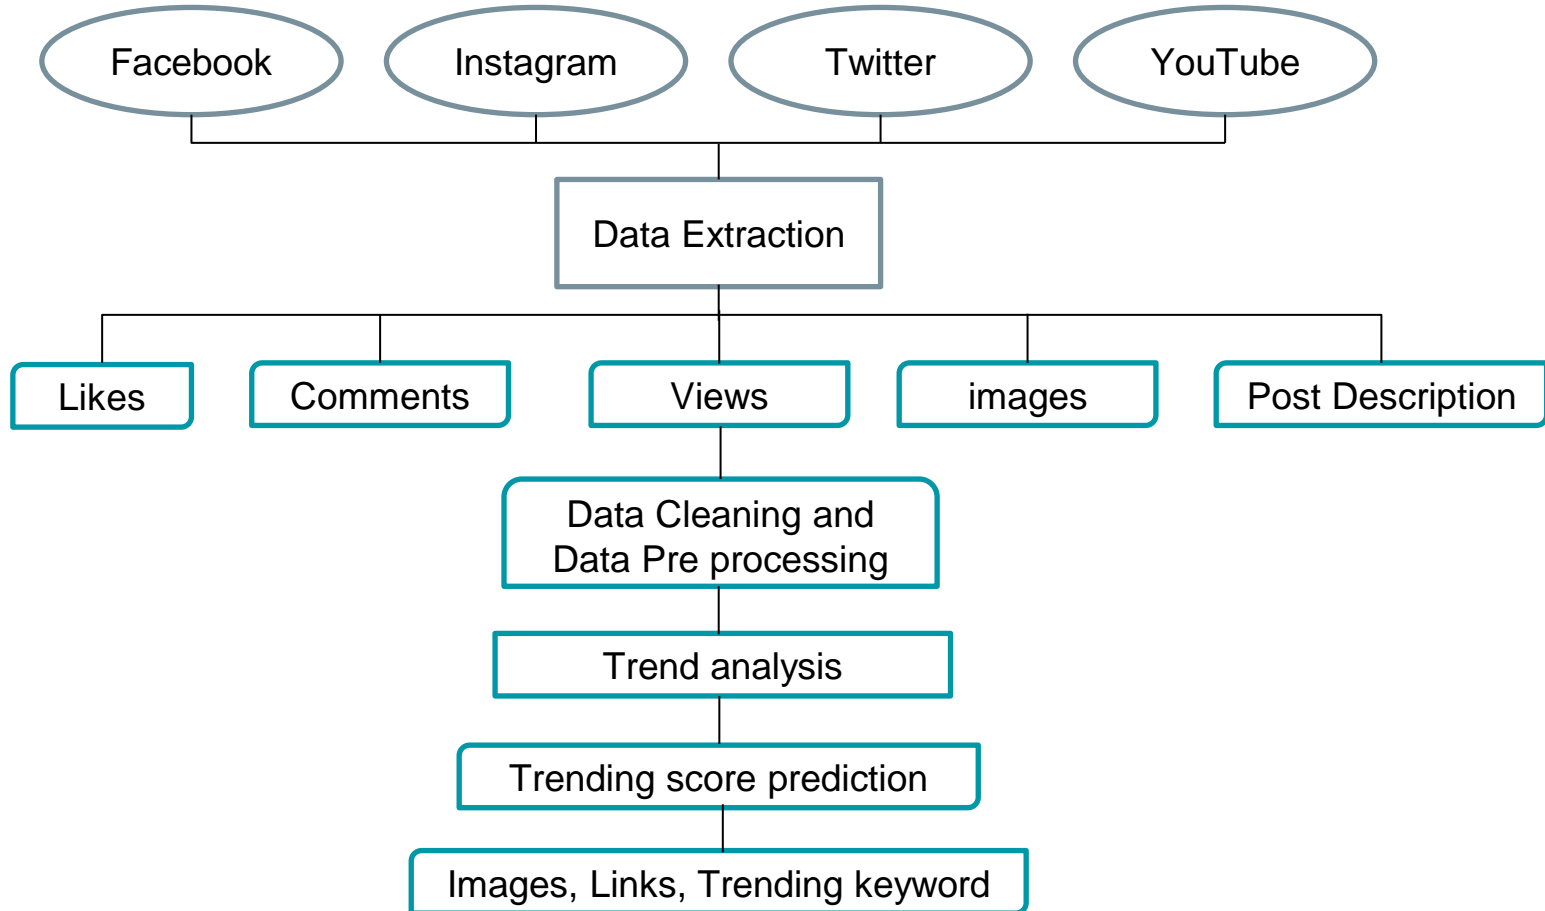 Facebook
Instagram
Twitter
YouTube
Data Extraction
Likes
Comments
Views
images
Post Description
Data Cleaning and
Data Pre processing
Trend analysis
Trending score prediction
Images, Links, Trending keyword